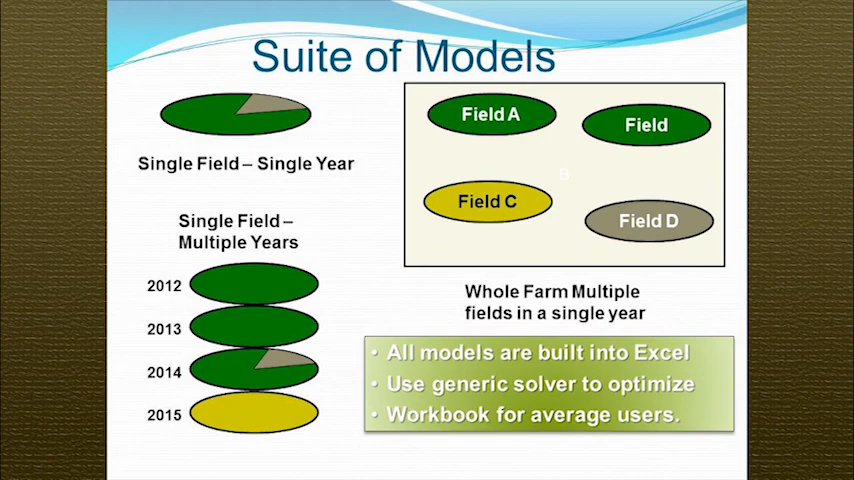 Suite of Models
Single Field – Single Year
Single Field –
Multiple Years
2012
2013
2014
2015
Field A
Field
B
Field C
Field D
Whole Farm Multiple
fields in a single year
• All models are built into Excel
• Use generic solver to optimize
• Workbook for average users.